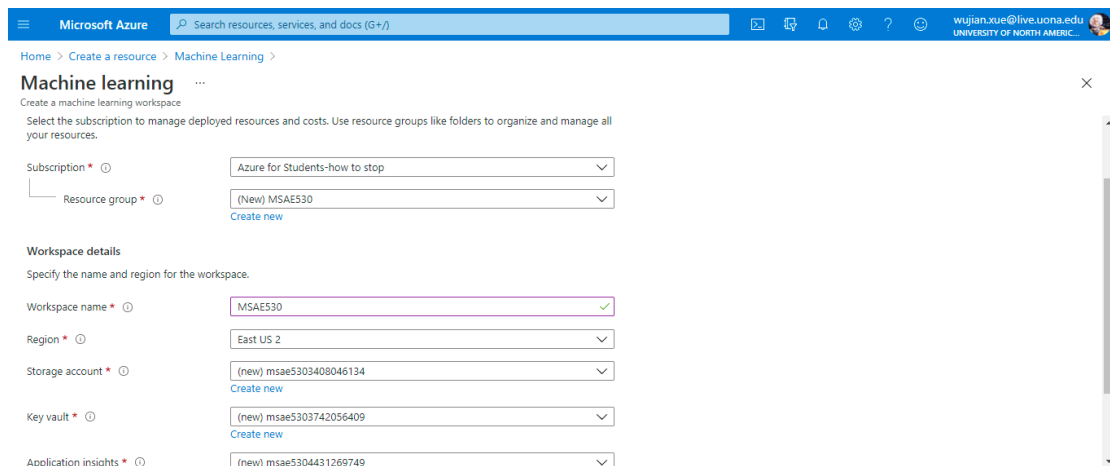 Microsoft Azure
Search resources, services, and docs (G+/)
wujian.xue@live.uona.edu
UNIVERSITY OF NORTH AMERIC...
Home > Create a resource > Machine Learning >
Machine learning ...
Create a machine learning workspace
Select the subscription to manage deployed resources and costs. Use resource groups like folders to organize and manage all
your resources.
Subscription * Azure for Students-how to stop
Resource group * (New) MSAE530
Create new
Workspace details
Specify the name and region for the workspace.
Workspace name * MSAE530
Region * East US 2
Storage account * (new) msae5303408046134
Create new
Key vault * (new) msae5303742056409
Create new
Application insights * (new) msae5304431269749